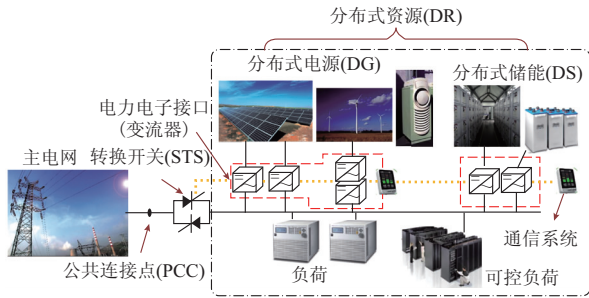 分布式资源(DR)
分布式电源(DG)
分布式储能(DS)
电力电子接口
(变流器)
主电网
转换开关(STS)
公共连接点(PCC)
负荷
可控负荷
通信系统